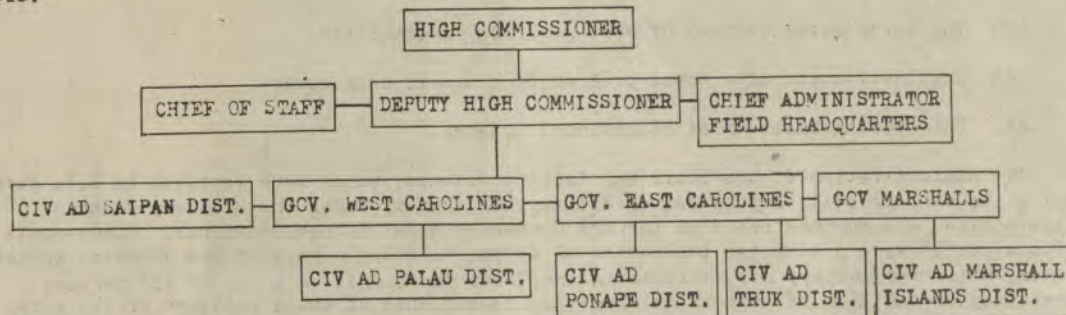 HIGH COMMISSIONER
CHIEF OF STAFF
DEPUTY HIGH COMMISSIONER
CHIEF ADMINISTRATOR
FIELD HEADQUARTERS
CIV AD SAIPAN DIST.
GOV. WEST CAROLINES
GOV. EAST CAROLINES
GOV MARSHALLS
CIV AD PALAU DIST.
CIV AD
PONAPE DIST.
CIV AD
TRUK DIST.
CIV AD MARSHALL
ISLANDS DIST.